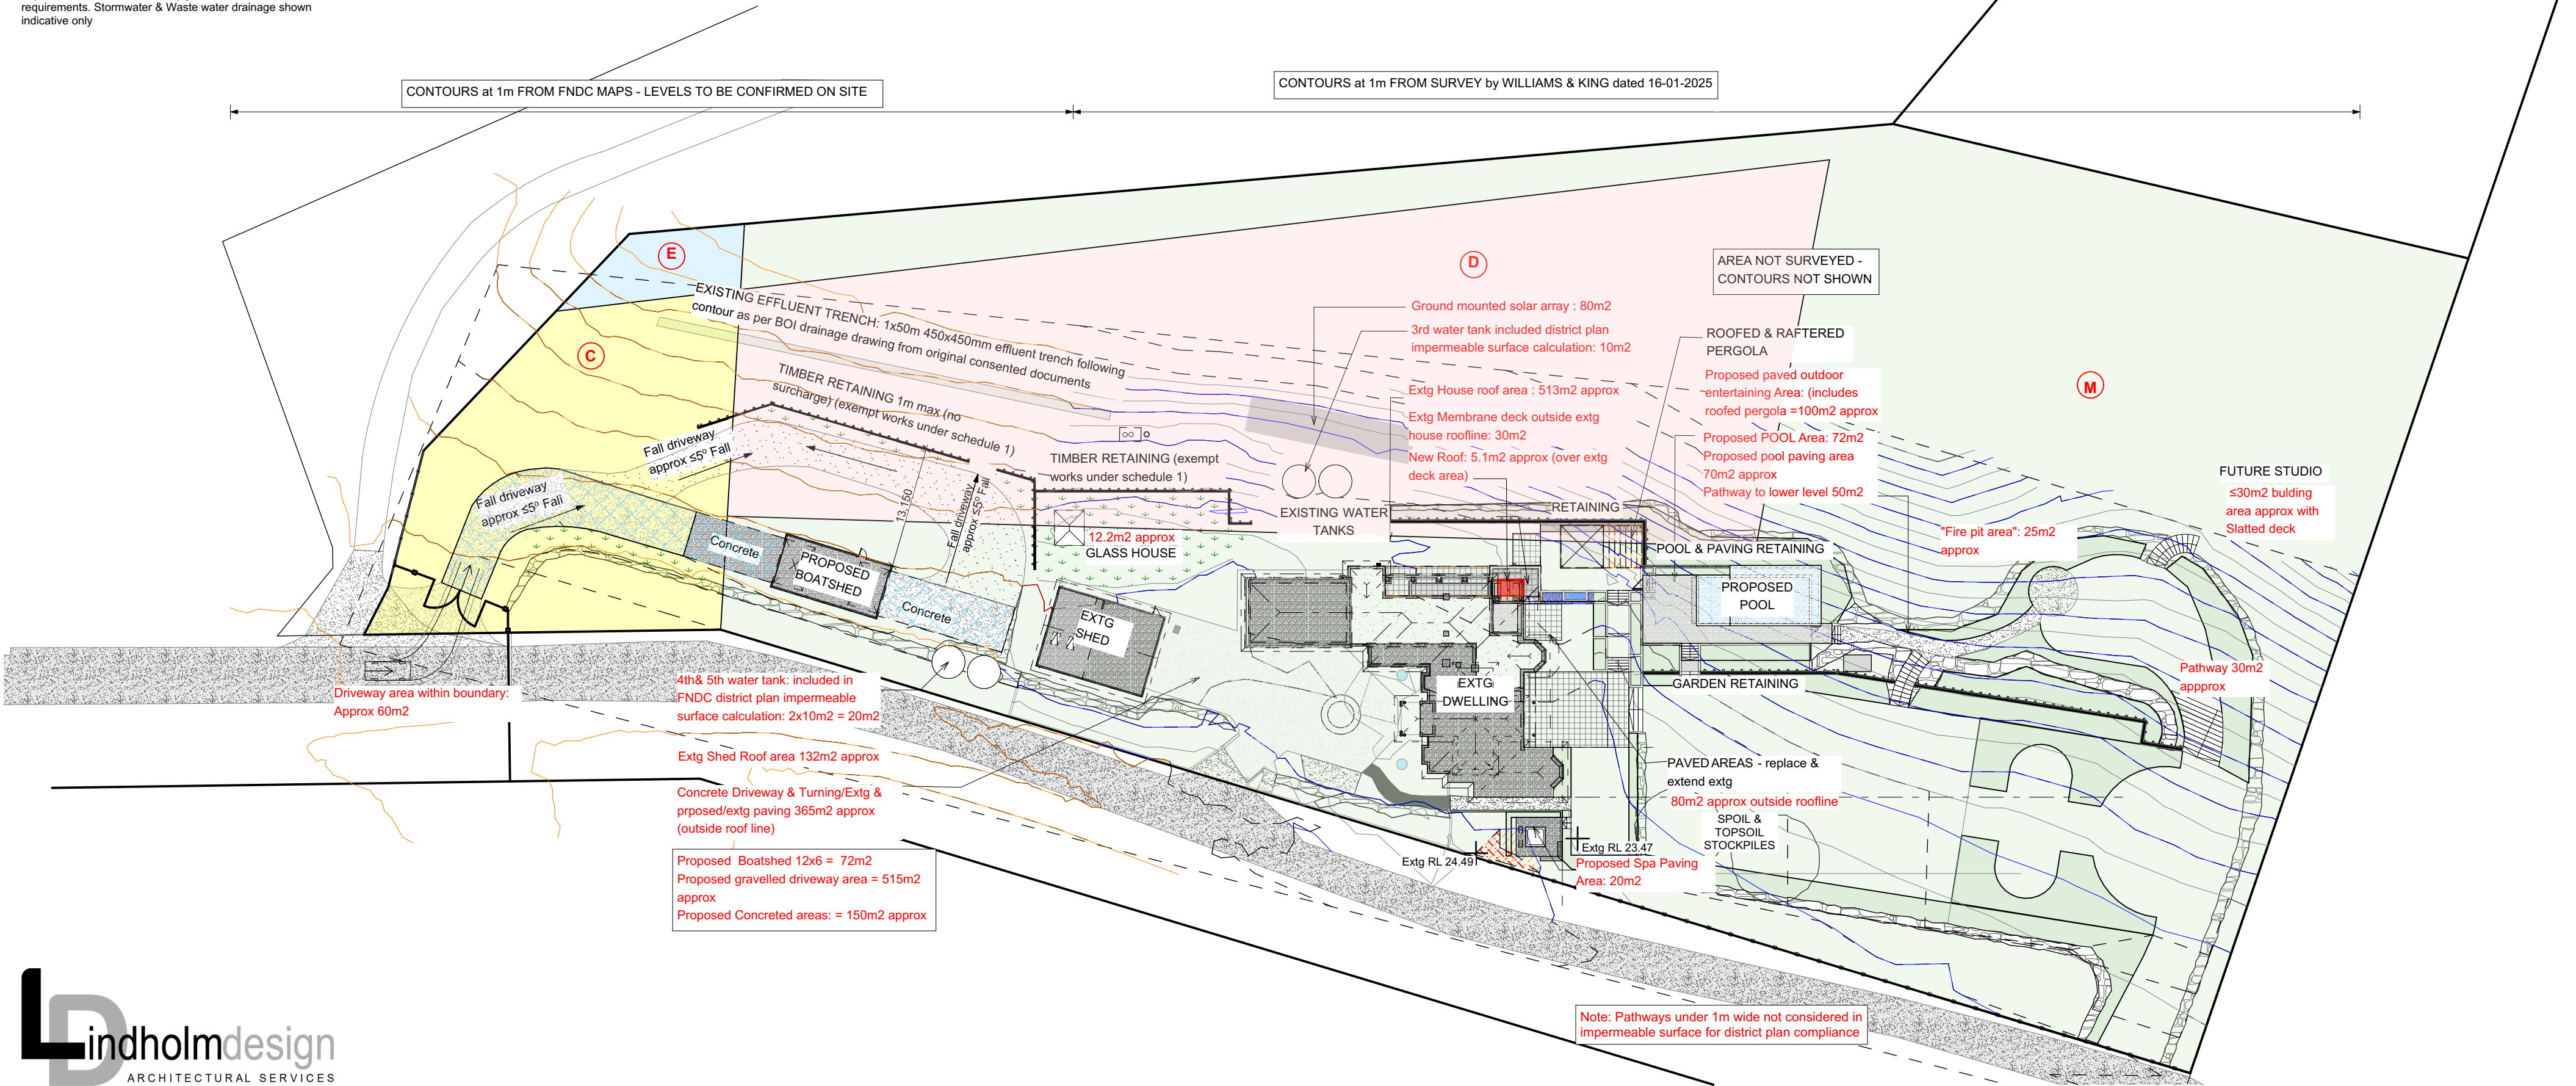 requirements. Stormwater & Waste water drainage shown
indicative only
CONTOURS at 1m FROM FNDC MAPS - LEVELS TO BE CONFIRMED ON SITE
CONTOURS at 1m FROM SURVEY by WILLIAMS & KING dated 16-01-2025
E
D
C
M
AREA NOT SURVEYED -
CONTOURS NOT SHOWN
EXISTING EFFLUENT TRENCH: 1x50m 450x450mm effluent trench following
contour as per BOI drainage drawing from original consented documents
TIMBER RETAINING 1m max (no
surcharge) (exempt works under schedule 1)
Ground mounted solar array : 80m2
3rd water tank included district plan
impermeable surface calculation: 10m2
Extg House roof area : 513m2 approx
Extg Membrane deck outside extg
house roofline: 30m2
New Roof: 5.1m2 approx (over extg
deck area)
ROOFED & RAFTERED
PERGOLA
Proposed paved outdoor
entertaining Area: (includes
roofed pergola =100m2 approx
Proposed POOL Area: 72m2
Proposed pool paving area
70m2 approx
Pathway to lower level 50m2
Fall driveway
approx ≤5º Fall
Fall driveway
approx ≤5º Fall
Fall driveway
approx ≤5º Fall
13,150
TIMBER RETAINING (exempt
works under schedule 1)
12.2m2 approx
GLASS HOUSE
EXISTING WATER
TANKS
RETAINING
POOL & PAVING RETAINING
"Fire pit area": 25m2
approx
FUTURE STUDIO
≤30m2 bulding
area approx with
Slatted deck
Concrete
PROPOSED
BOATSHED
Concrete
EXTG
SHED
PROPOSED
POOL
EXTG
DWELLING
GARDEN RETAINING
Pathway 30m2
appprox
Driveway area within boundary:
Approx 60m2
4th& 5th water tank: included in
FNDC district plan impermeable
surface calculation: 2x10m2 = 20m2
Extg Shed Roof area 132m2 approx
Concrete Driveway & Turning/Extg &
prposed/extg paving 365m2 approx
(outside roof line)
Proposed  Boatshed 12x6 =  72m2
Proposed gravelled driveway area = 515m2
approx
Proposed Concreted areas: = 150m2 approx
PAVED AREAS - replace &
extend extg
80m2 approx outside roofline
SPOIL &
TOPSOIL
STOCKPILES
Extg RL 24.49
Extg RL 23.47
Proposed Spa Paving
Area: 20m2
Note: Pathways under 1m wide not considered in
impermeable surface for district plan compliance
LD
Lindholmdesign
ARCHITECTURAL SERVICES